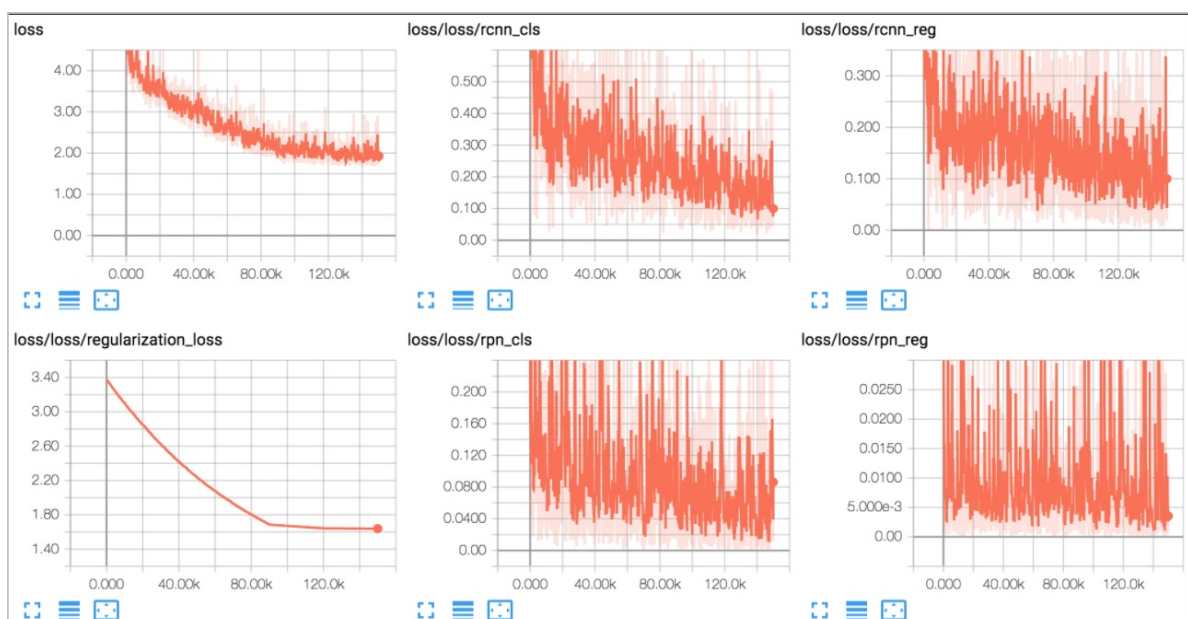 loss
4.00
3.00
2.00
1.00
0.00
0.000 40.00k 80.00k 120.0k
loss/loss/rcnn_cls
0.500
0.400
0.300
0.200
0.100
0.00
0.000 40.00k 80.00k 120.0k
loss/loss/rcnn_reg
0.300
0.200
0.100
0.00
0.000 40.00k 80.00k 120.0k
loss/loss/regularization_loss
3.40
3.00
2.60
2.20
1.80
1.40
0.000 40.00k 80.00k 120.0k
loss/loss/rpn_cls
0.200
0.160
0.120
0.0800
0.0400
0.00
0.000 40.00k 80.00k 120.0k
loss/loss/rpn_reg
0.0250
0.0200
0.0150
0.0100
5.000e-3
0.00
0.000 40.00k 80.00k 120.0k